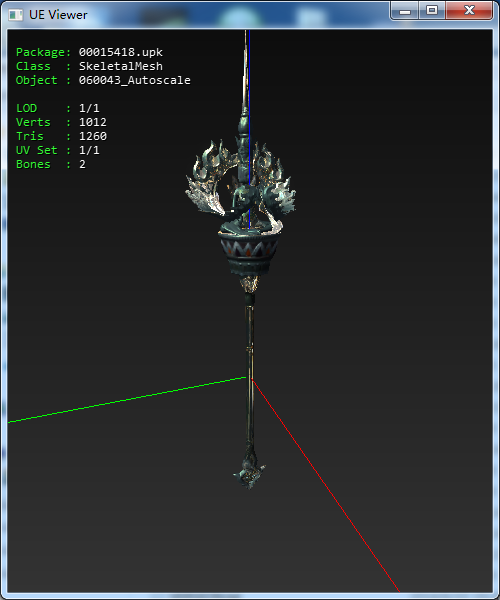 UE Viewer
Package: 00015418.upk
Class : SkeletalMesh
Object : 060043_Autoscale
LOD : 1/1
Verts : 1012
Tris : 1260
UV Set : 1/1
Bones : 2